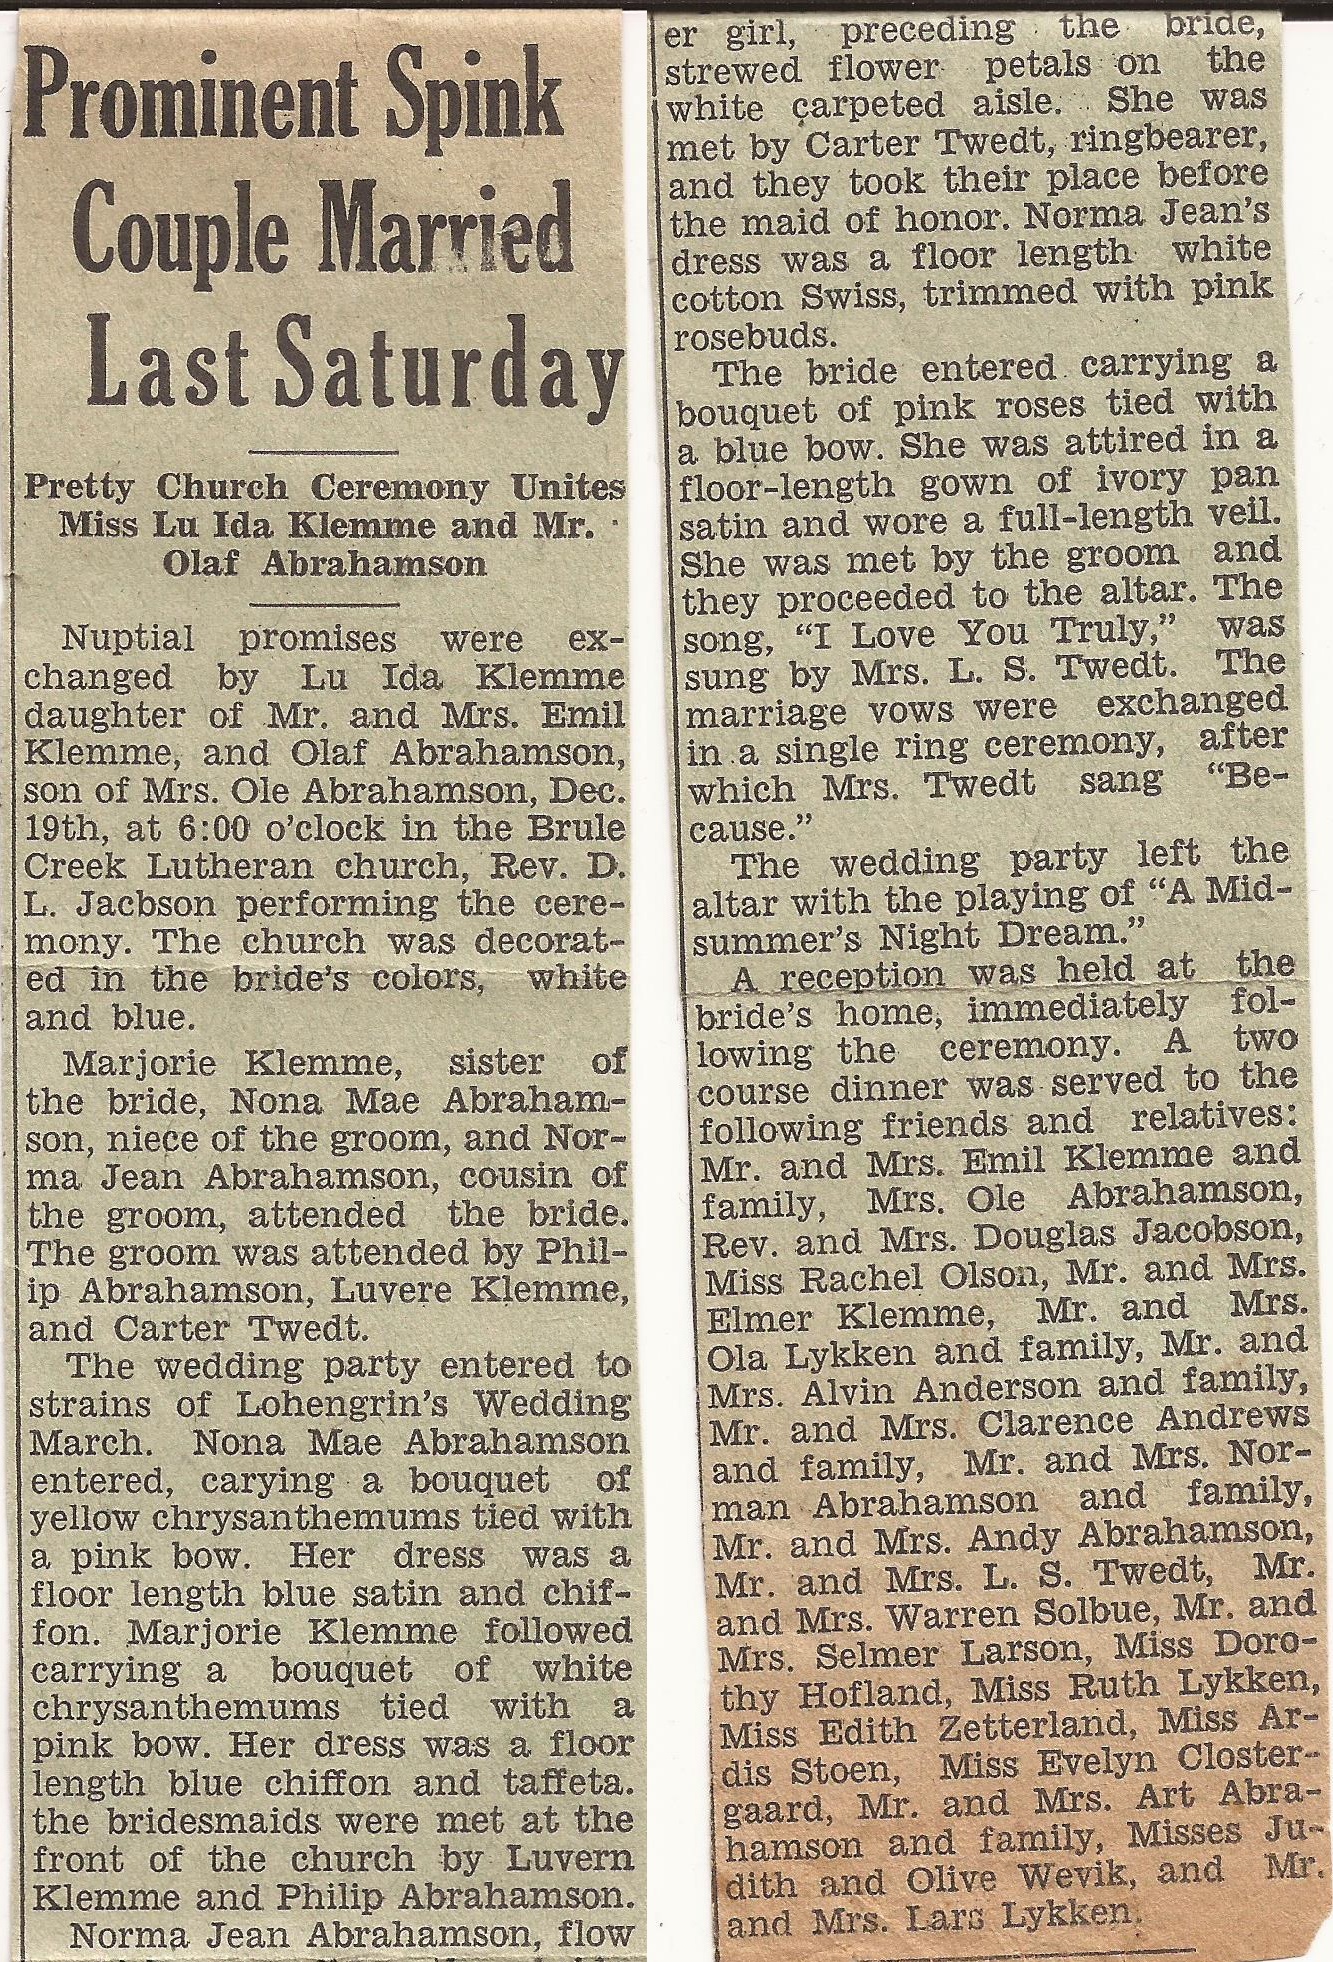 Prominent Spink
Couple Married
Last Saturday
Pretty Church Ceremony Unites
Miss Lu Ida Klemme and Mr.
Olaf Abrahamson
Nuptial promises were ex-
changed by Lu Ida Klemme
daughter of Mr. and Mrs. Emil
Klemme, and Olaf Abrahamson,
son of Mrs. Ole Abrahamson, Dec.
19th, at 6:00 o'clock in the Brule
Creek Lutheran church, Rev. D.
L. Jacbson performing the cere-
mony. The church was decorat-
ed in the bride's colors, white
and blue.
Marjorie Klemme, sister of
the bride, Nona Mae Abraham-
son, niece of the groom, and Nor-
ma Jean Abrahamson, cousin of
the groom, attended the bride.
The groom was attended by Phil-
ip Abrahamson, Luvere Klemme,
and Carter Twedt.
The wedding party entered to
strains of Lohengrin's Wedding
March. Nona Mae Abrahamson
entered, carying a bouquet of
yellow chrysanthemums tied with
a pink bow. Her dress was a
floor length blue satin and chif-
fon. Marjorie Klemme followed
carrying a bouquet of white
chrysanthemums tied with a
pink bow. Her dress was a floor
length blue chiffon and taffeta.
the bridesmaids were met at the
front of the church by Luvern
Klemme and Philip Abrahamson.
Norma Jean Abrahamson, flow
er girl, preceding the bride,
strewed flower petals on the
white carpeted aisle. She was
met by Carter Twedt, ringbearer,
and they took their place before
the maid of honor. Norma Jean's
dress was a floor length white
cotton Swiss, trimmed with pink
rosebuds.
The bride entered carrying a
bouquet of pink roses tied with
a blue bow. She was attired in a
floor-length gown of ivory pan
satin and wore a full-length veil.
She was met by the groom and
they proceeded to the altar. The
song, "I Love You Truly," was
sung by Mrs. L. S. Twedt. The
marriage vows were exchanged
in a single ring ceremony, after
which Mrs. Twedt sang "Be-
cause."
The wedding party left the
altar with the playing of "A Mid-
summer's Night Dream."
A reception was held at the
bride's home, immediately fol-
lowing the ceremony. A two
course dinner was served to the
following friends and relatives:
Mr. and Mrs. Emil Klemme and
family, Mrs. Ole Abrahamson,
Rev. and Mrs. Douglas Jacobson,
Miss Rachel Olson, Mr. and Mrs.
Elmer Klemme, Mr. and Mrs.
Ola Lykken and family, Mr. and
Mrs. Alvin Anderson and family,
Mr. and Mrs. Clarence Andrews
and family, Mr. and Mrs. Nor-
man Abrahamson and family,
Mr. and Mrs. Andy Abrahamson,
Mr. and Mrs. L. S. Twedt, Mr.
and Mrs. Warren Solbue, Mr. and
Mrs. Selmer Larson, Miss Doro-
thy Hofland, Miss Ruth Lykken,
Miss Edith Zetterland, Miss Ar-
dis Stoen, Miss Evelyn Closter-
gaard, Mr. and Mrs. Art Abra-
hamson and family, Misses Ju-
dith and Olive Wevik, and Mr.
and Mrs. Lars Lykken.